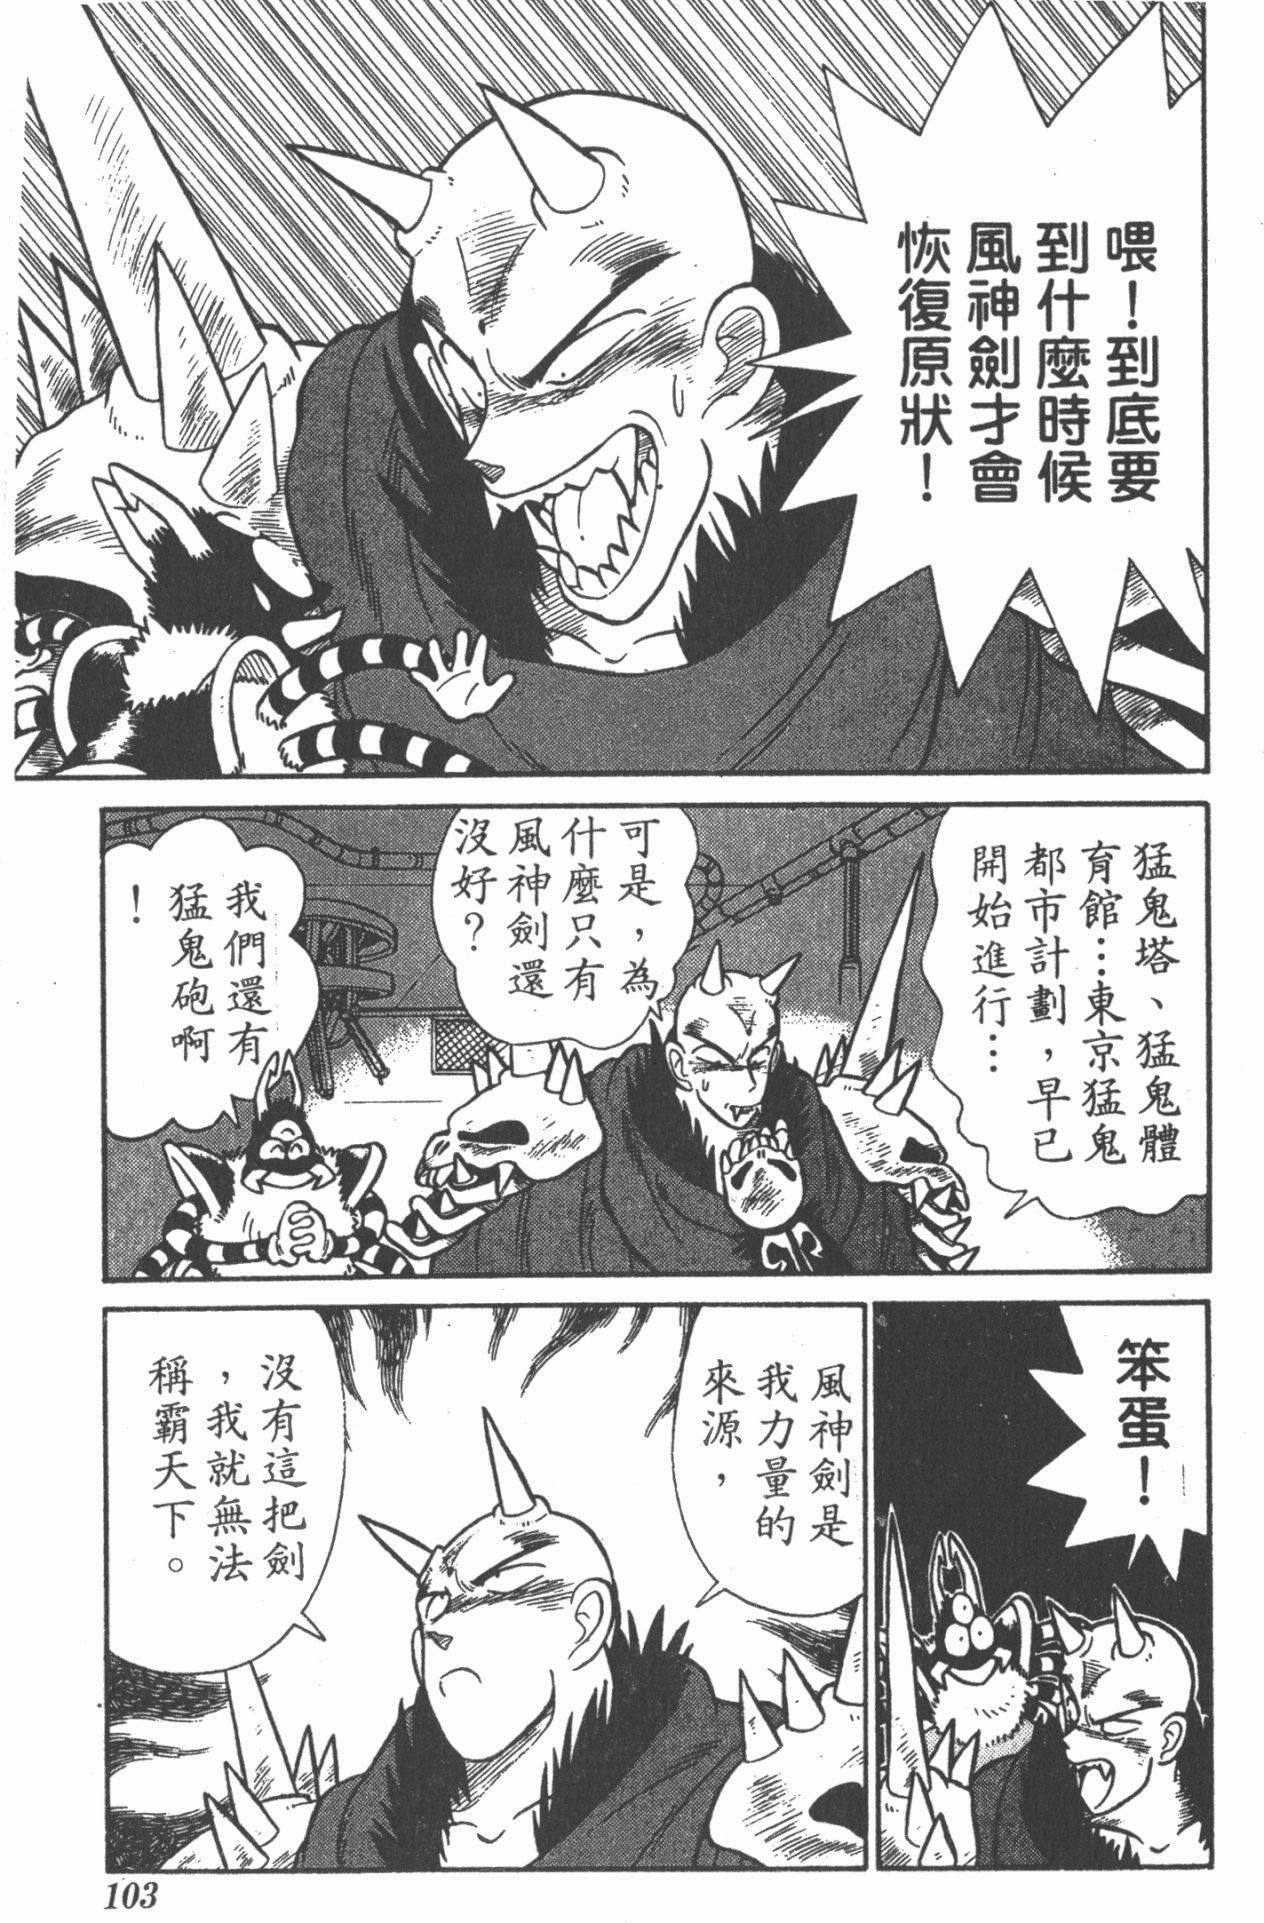 喂！到底要
到什麼時候
風神劍才會
恢復原狀！
猛鬼塔、猛鬼體
育館…東京猛鬼
都市計劃，早已
開始進行…
可是，為
什麼只有
風神劍還
沒好？
我們還有
猛鬼砲啊
！
笨蛋！
風神劍是
我力量的
來源，
沒有這把劍
，我就無法
稱霸天下。
103